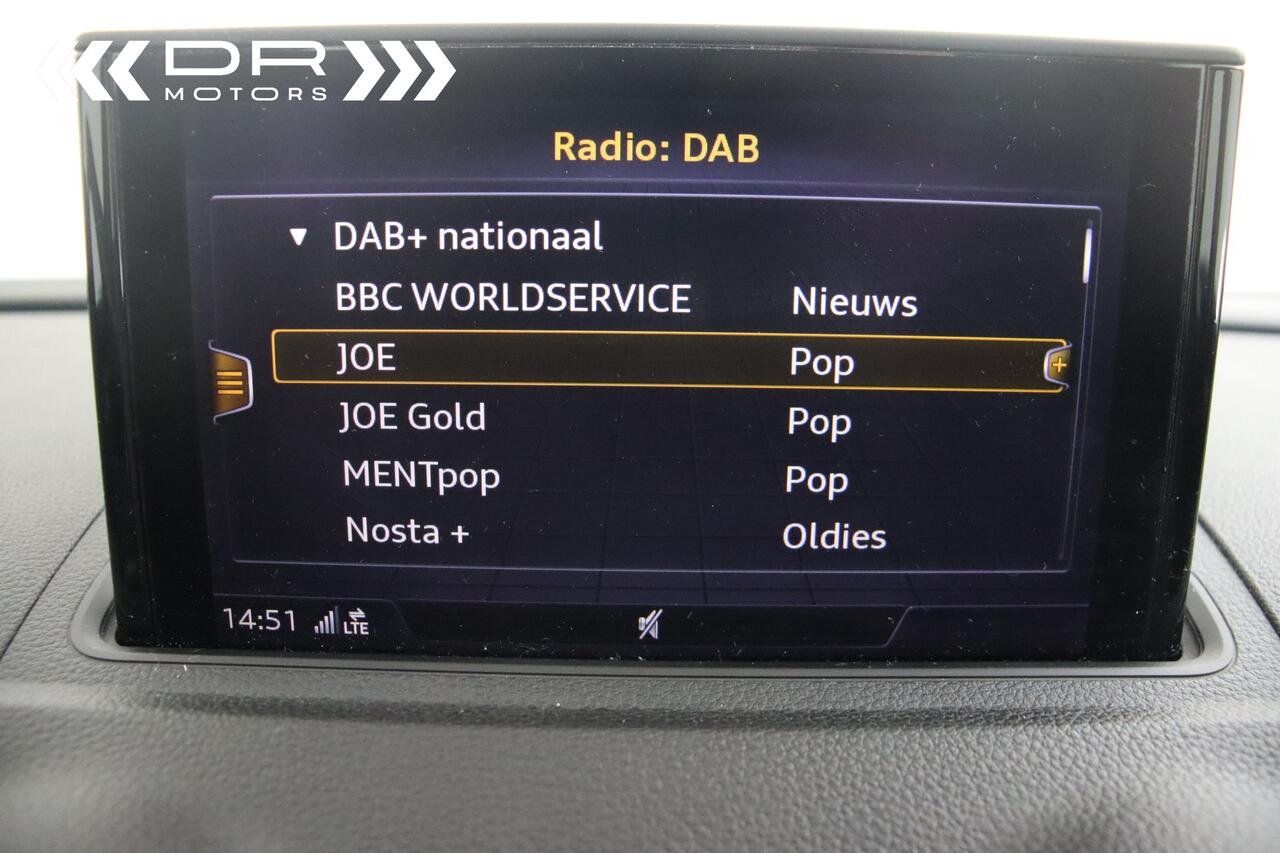 DR
MOTORS
Radio: DAB
DAB+ nationaal
BBC WORLDSERVICE Nieuws
JOE Pop
JOE Gold Pop
MENTpop Pop
Nosta + Oldies
14:51 LTE